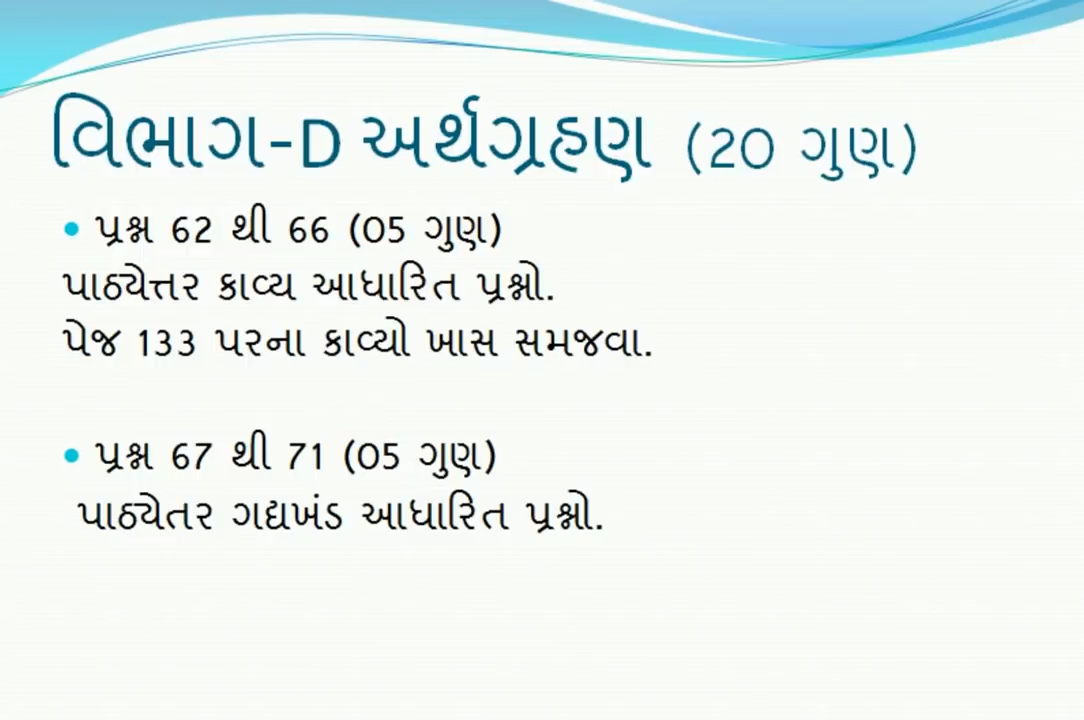 વિભાગ-D અર્થગ્રહણ (20 ગુણ)
• પ્રશ્ન 62 થી 66 (05 ગુણ)
પાઠ્યેત્તર કાવ્ય આધારિત પ્રશ્નો.
પેજ 133 પરના કાવ્યો ખાસ સમજવા.
• પ્રશ્ન 67 થી 71 (05 ગુણ)
પાઠ્યેતર ગદ્યખંડ આધારિત પ્રશ્નો.